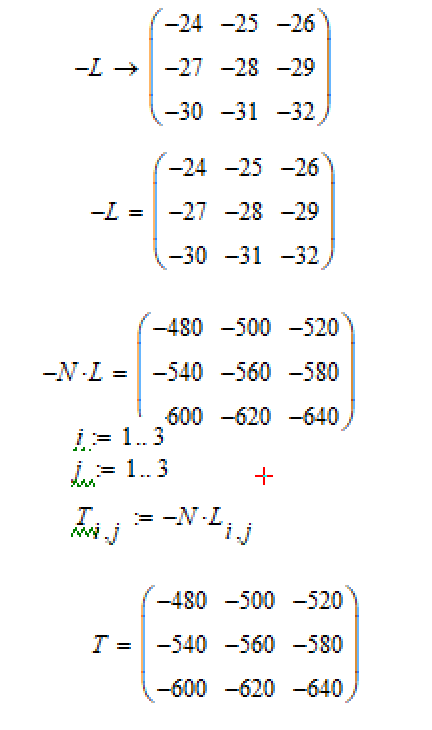 −24 −25 −26
−L → −27 −28 −29
−30 −31 −32
−24 −25 −26
−L = −27 −28 −29
−30 −31 −32
−480 −500 −520
−N·L = −540 −560 −580
600 −620 −640
i := 1.. 3
j := 1.. 3
T i,j := −N·L i,j
−480 −500 −520
T = −540 −560 −580
−600 −620 −640